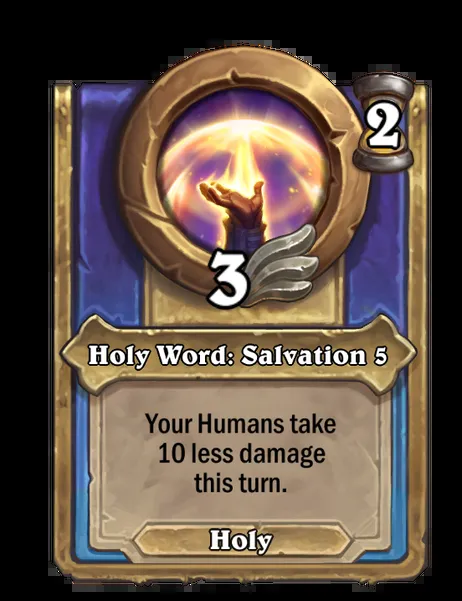 2
3
Holy Word: Salvation 5
Your Humans take
10 less damage
this turn.
Holy